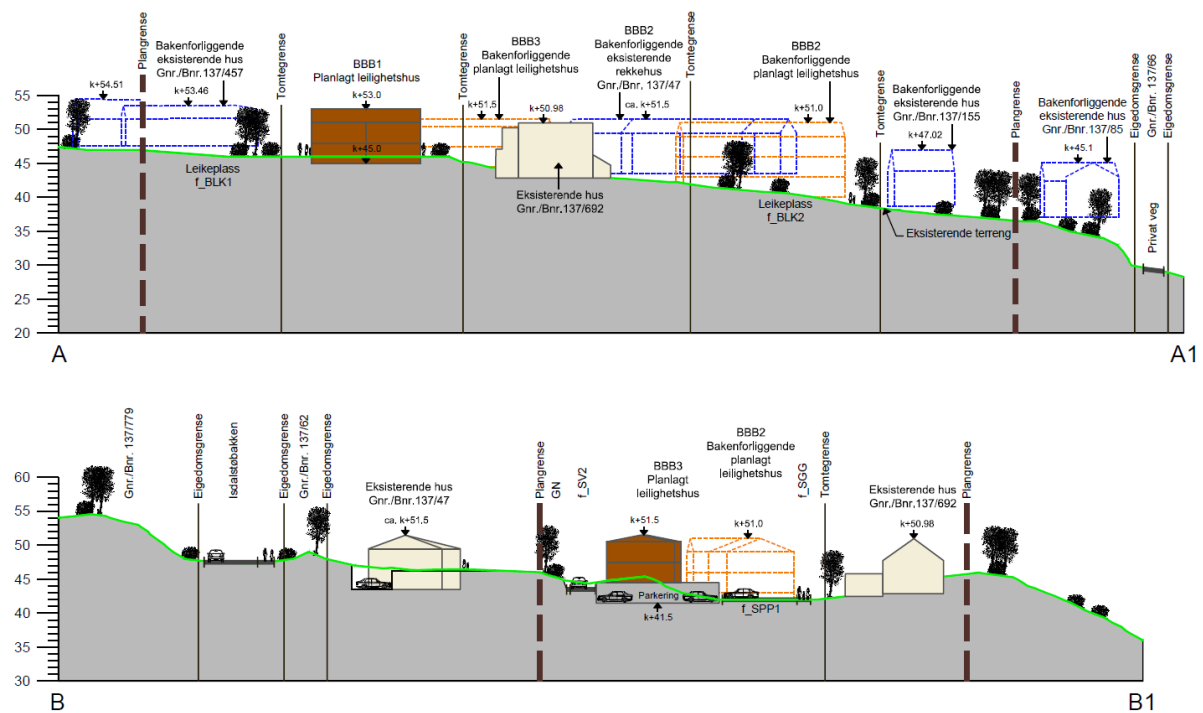 Plangrense
Bakenforliggende
eksisterende hus
Gnr./Bnr.137/457
k+54.51
k+53.46
Tomtegrense
BBB1
Planlagt leilighetshus
k+53.0
k+45.0
Tomtegrense
BBB3
Bakenforliggende
planlagt leilighetshus
k+51.5
k+50.98
BBB2
Bakenforliggende
eksisterende
rekkehus
Gnr./Bnr.137/47
ca. k+51.5
Tomtegrense
BBB2
Bakenforliggende
planlagt leilighetshus
k+51.0
Tomtegrense
Bakenforliggende
eksisterende hus
Gnr./Bnr.137/155
k+47.02
Plangrense
Bakenforliggende
eksisterende hus
Gnr./Bnr.137/85
k+45.1
Eigedomsgrense
Gnr./Bnr. 137/66
Eigedomsgrense
55
50
45
40
35
30
25
20
Leikeplass
f_BLK1
Eksisterende hus
Gnr./Bnr.137/692
Leikeplass
f_BLK2
Eksisterende terreng
Privat veg
A
A1
Gnr./Bnr. 137/779
Eigedomsgrense
Isdalstøbakken
Eigedomsgrense
Gnr./Bnr. 137/62
Eigedomsgrense
Eksisterende hus
Gnr./Bnr.137/47
ca. k+51.5
Plangrense
GN
f_SV2
BBB3
Planlagt
leilighetshus
k+51.5
BBB2
Bakenforliggende
planlagt
leilighetshus
k+51.0
f_SGG
Tomtegrense
Eksisterende hus
Gnr./Bnr.137/692
k+50.98
Plangrense
60
55
50
45
40
35
30
Parkering
k+41.5
f_SPP1
B
B1